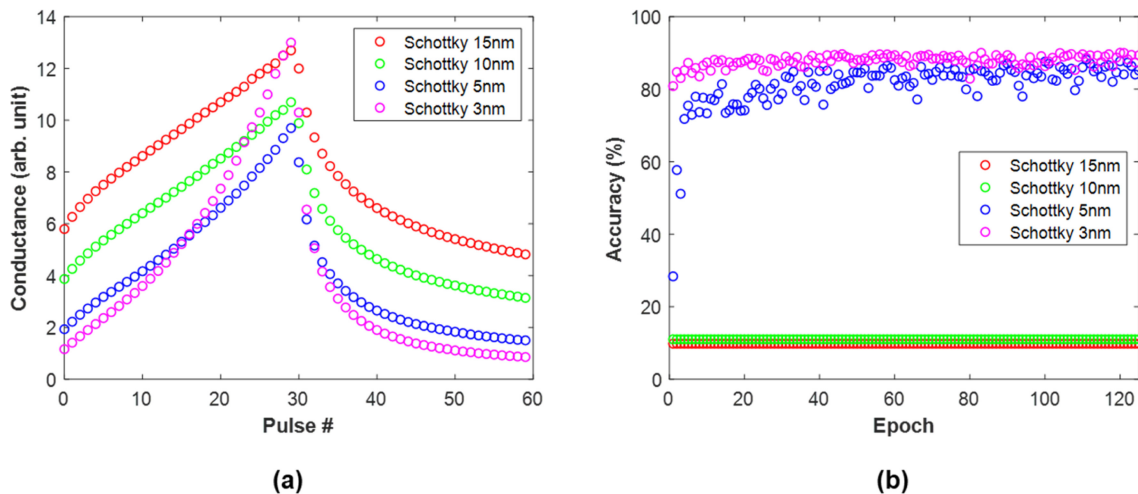 14
12
10
8
6
4
2
0
Conductance (arb. unit)
Schottky 15nm
Schottky 10nm
Schottky 5nm
Schottky 3nm
0 10 20 30 40 50 60
Pulse #
(a)
100
80
60
40
20
0
Accuracy (%)
Schottky 15nm
Schottky 10nm
Schottky 5nm
Schottky 3nm
0 20 40 60 80 100 120
Epoch
(b)